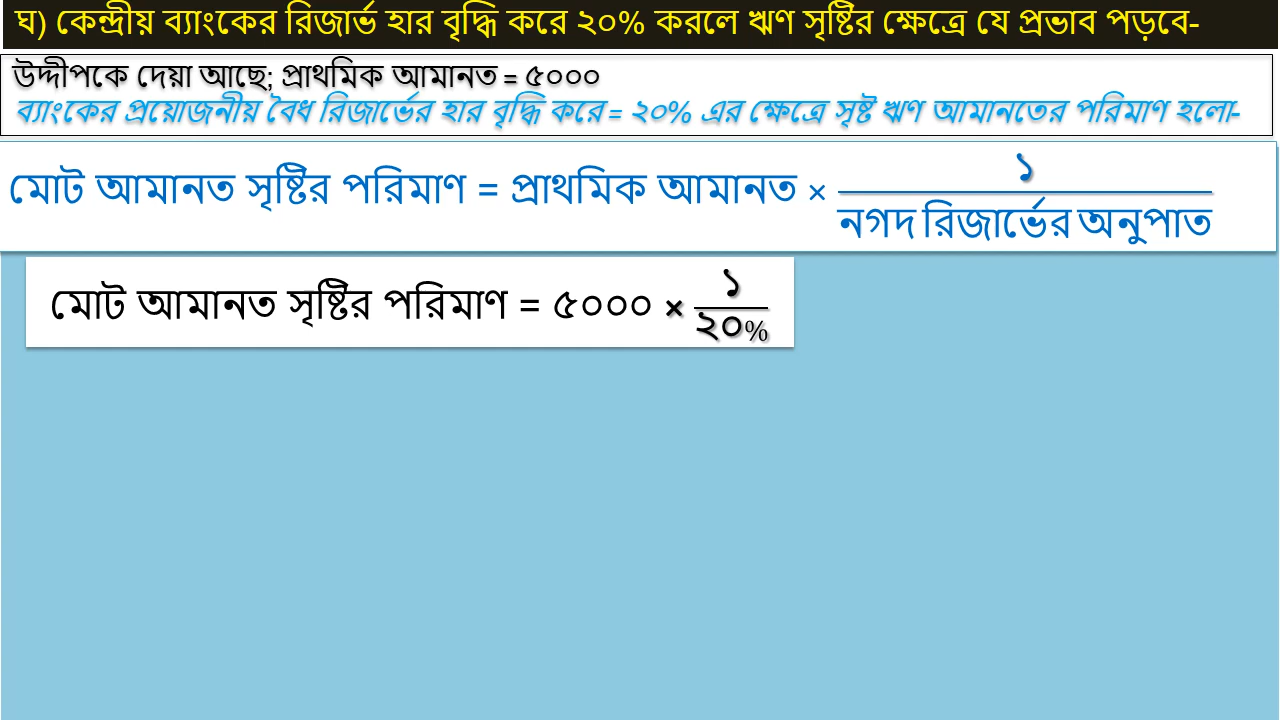 ঘ) কেন্দ্রীয় ব্যাংকের রিজার্ভ হার বৃদ্ধি করে ২০% করলে ঋণ সৃষ্টির ক্ষেত্রে যে প্রভাব পড়বে-
উদ্দীপকে দেয়া আছে; প্রাথমিক আমানত = ৫০০০
ব্যাংকের প্রয়োজনীয় বৈধ রিজার্ভের হার বৃদ্ধি করে = ২০% এর ক্ষেত্রে সৃষ্ট ঋণ আমানতের পরিমাণ হলো-
মোট আমানত সৃষ্টির পরিমাণ = প্রাথমিক আমানত × ১/নগদ রিজার্ভের অনুপাত
মোট আমানত সৃষ্টির পরিমাণ = ৫০০০ × ১/২০%